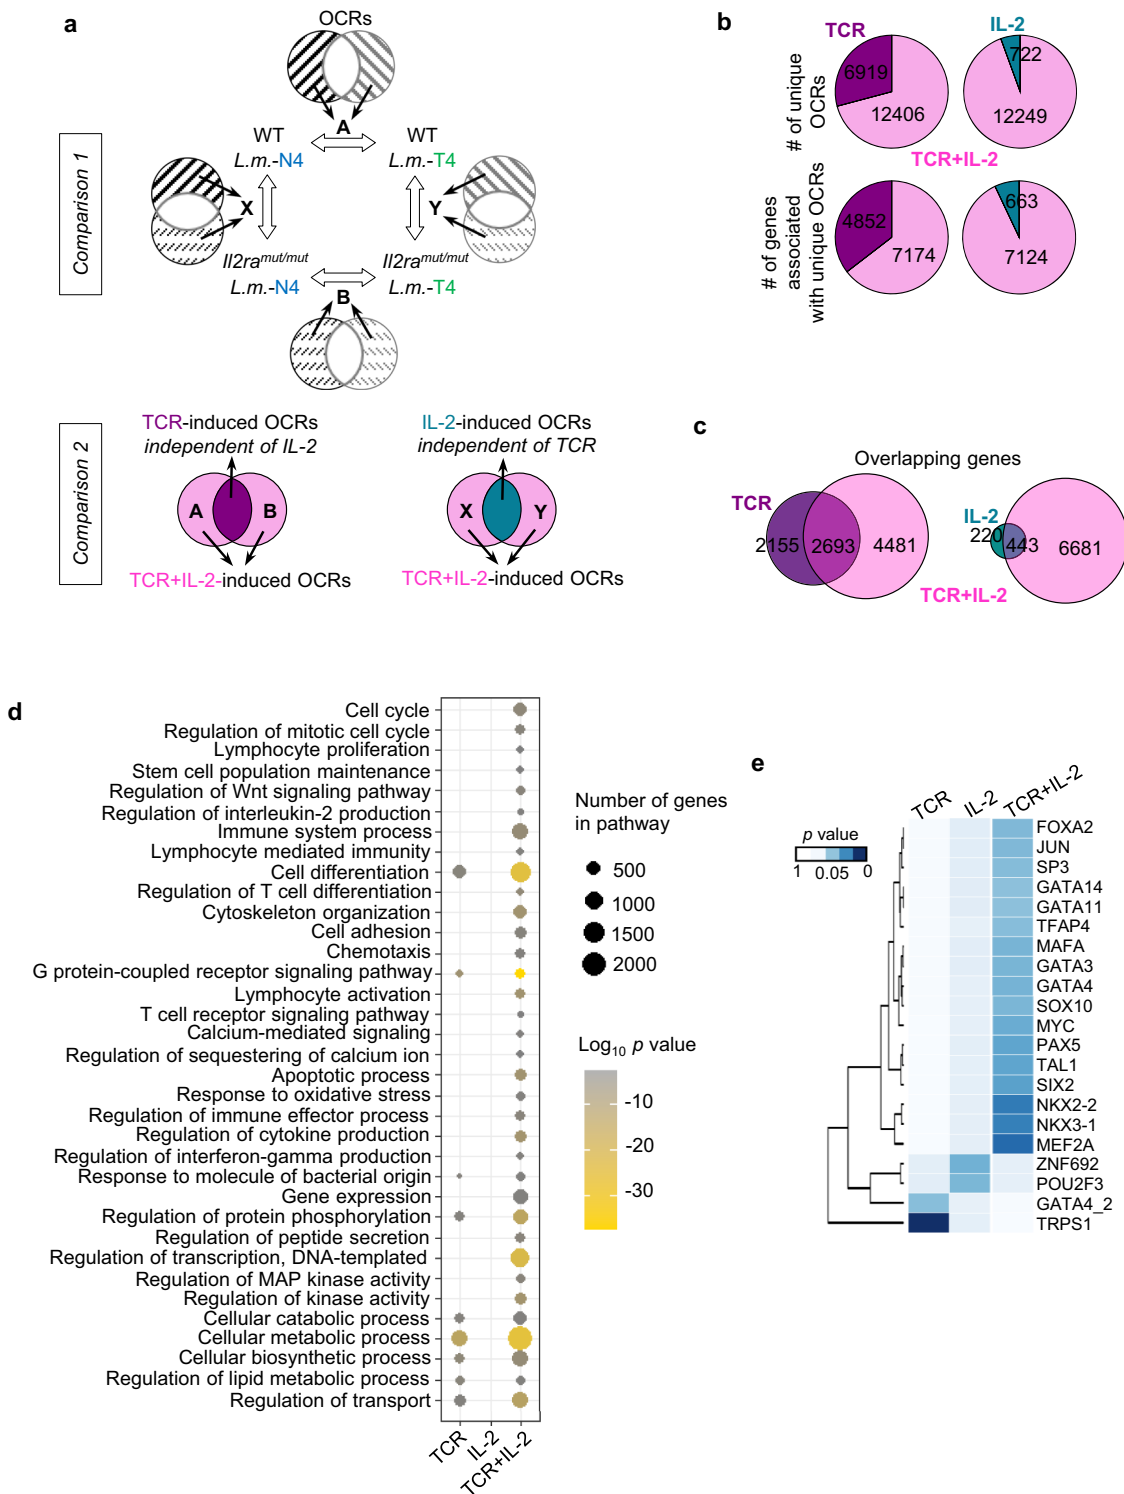 a
OCRs
Comparison 1
A
WT
L.m.-N4
WT
L.m.-T4
X
Y
Il2ra^mut/mut
L.m.-N4
Il2ra^mut/mut
L.m.-T4
B
Comparison 2
TCR-induced OCRs
independent of IL-2
A
B
TCR+IL-2-induced OCRs
IL-2-induced OCRs
independent of TCR
X
Y
TCR+IL-2-induced OCRs
b
# of unique
OCRs
TCR
6919
12406
IL-2
722
12249
TCR+IL-2
# of genes
associated
with unique OCRs
4852
7174
663
7124
c
Overlapping genes
TCR
2155
2693
4481
IL-2
220
443
6681
TCR+IL-2
d
Cell cycle
Regulation of mitotic cell cycle
Lymphocyte proliferation
Stem cell population maintenance
Regulation of Wnt signaling pathway
Regulation of interleukin-2 production
Immune system process
Lymphocyte mediated immunity
Cell differentiation
Regulation of T cell differentiation
Cytoskeleton organization
Cell adhesion
Chemotaxis
G protein-coupled receptor signaling pathway
Lymphocyte activation
T cell receptor signaling pathway
Calcium-mediated signaling
Regulation of sequestering of calcium ion
Apoptotic process
Response to oxidative stress
Regulation of immune effector process
Regulation of cytokine production
Regulation of interferon-gamma production
Response to molecule of bacterial origin
Gene expression
Regulation of protein phosphorylation
Regulation of peptide secretion
Regulation of transcription, DNA-templated
Regulation of MAP kinase activity
Regulation of kinase activity
Cellular catabolic process
Cellular metabolic process
Cellular biosynthetic process
Regulation of lipid metabolic process
Regulation of transport
TCR
IL-2
TCR+IL-2
Number of genes
in pathway
500
1000
1500
2000
Log₁₀ p value
-10
-20
-30
e
p value
1 0.05 0
TCR
IL-2
TCR+IL-2
FOXA2
JUN
SP3
GATA14
GATA11
TFAP4
MAFA
GATA3
GATA4
SOX10
MYC
PAX5
TAL1
SIX2
NKX2-2
NKX3-1
MEF2A
ZNF692
POU2F3
GATA4_2
TRPS1